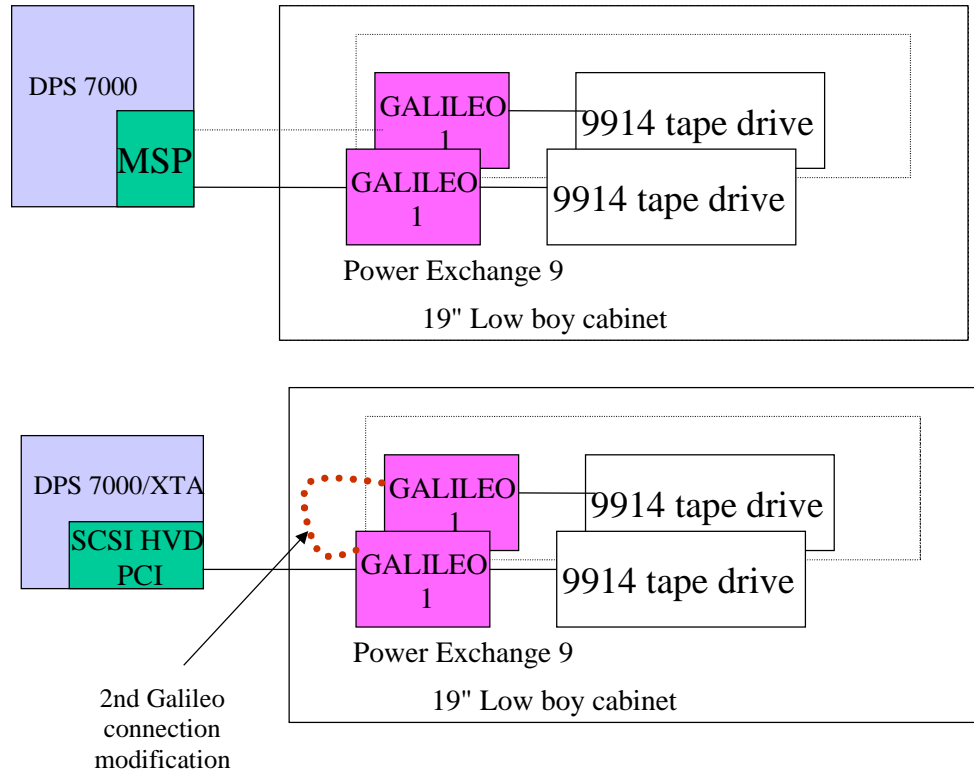 DPS 7000
MSP
GALILEO
1
9914 tape drive
GALILEO
1
9914 tape drive
Power Exchange 9
19" Low boy cabinet
DPS 7000/XTA
SCSI HVD
PCI
GALILEO
1
9914 tape drive
GALILEO
1
9914 tape drive
Power Exchange 9
19" Low boy cabinet
2nd Galileo
connection
modification